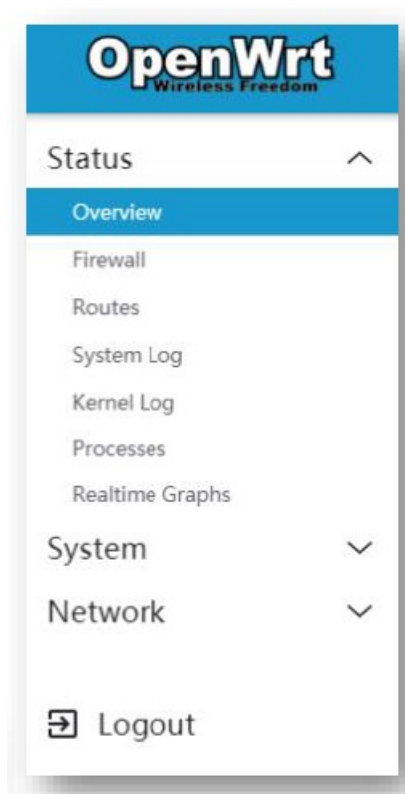 OpenWrt
Wireless Freedom
Status
Overview
Firewall
Routes
System Log
Kernel Log
Processes
Realtime Graphs
System
Network
Logout